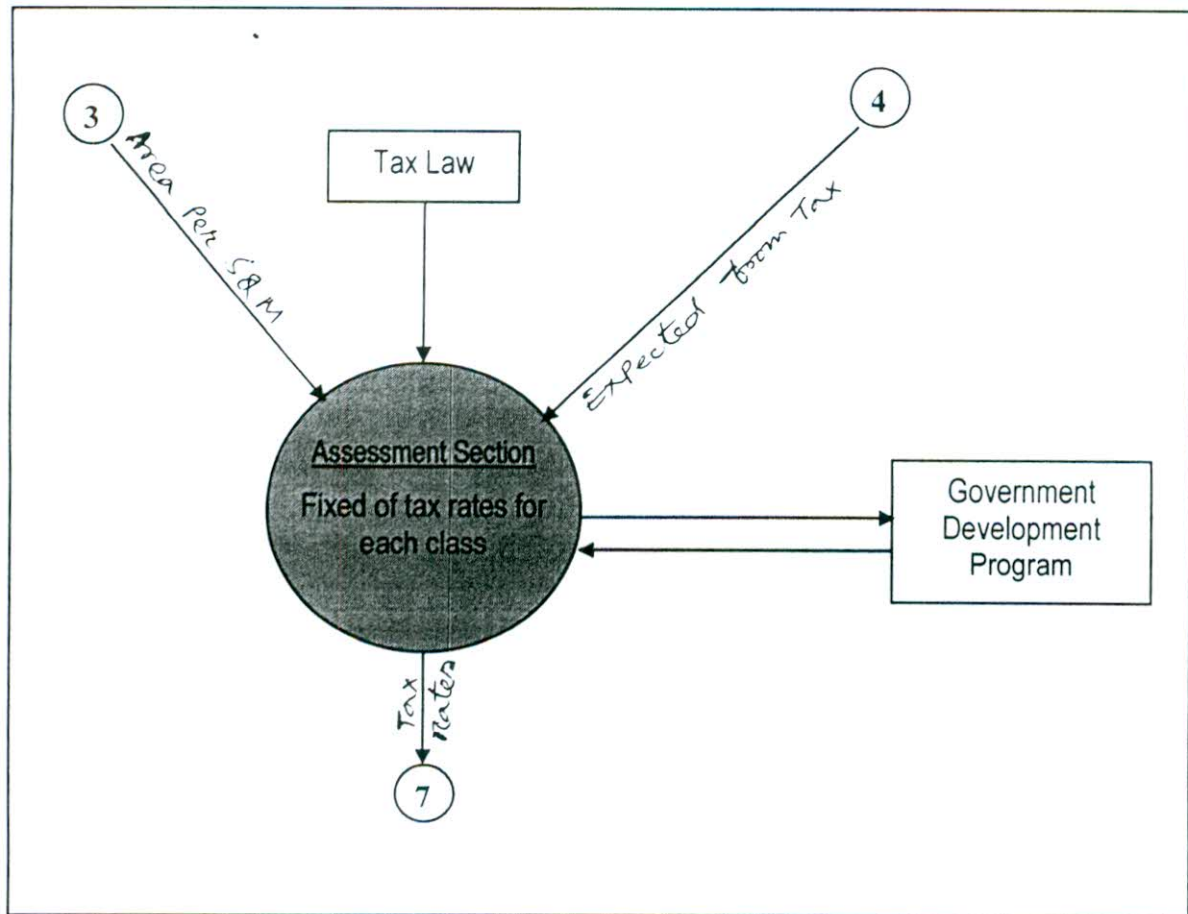 3
4
Tax Law
Area Per SQM
Expected from Tax
Assessment Section
Fixed of tax rates for
each class
Government
Development
Program
Tax
Rates
7